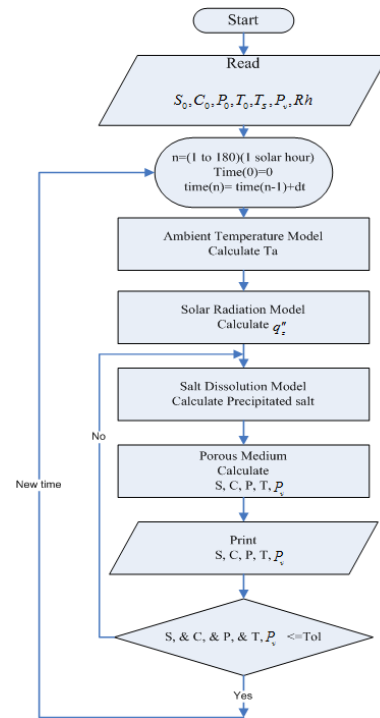 Start
Read
S₀, C₀, P₀, T₀, Tₛ, Pᵥ, Rh
n=(1 to 180)(1 solar hour)
Time(0)=0
time(n)= time(n-1)+dt
Ambient Temperature Model
Calculate Ta
Solar Radiation Model
Calculate q″ₛ
Salt Dissolution Model
Calculate Precipitated salt
No
Porous Medium
Calculate
S, C, P, T, Pᵥ
New time
Print
S, C, P, T, Pᵥ
S, & C, & P, & T, Pᵥ <=Tol
Yes